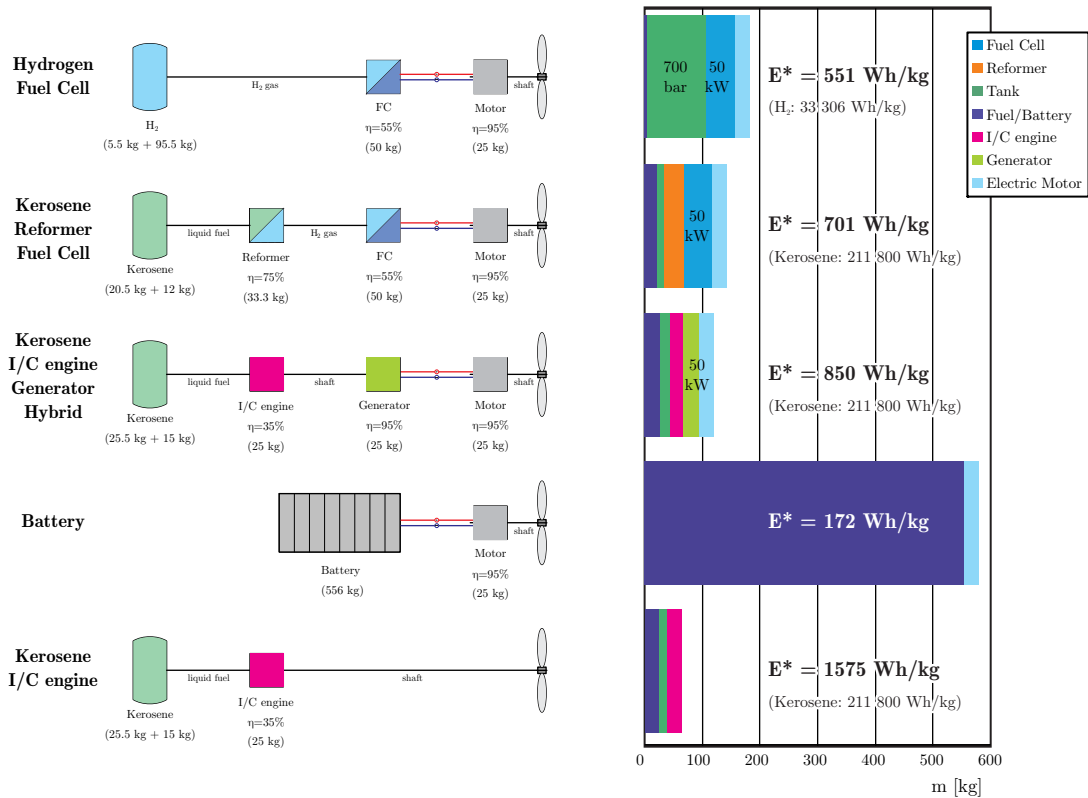 Hydrogen
Fuel Cell
H₂
(5.5 kg + 95.5 kg)
H₂ gas
FC
η=55%
(50 kg)
Motor
η=95%
(25 kg)
shaft
Kerosene
Reformer
Fuel Cell
Kerosene
(20.5 kg + 12 kg)
liquid fuel
Reformer
η=75%
(33.3 kg)
H₂ gas
FC
η=55%
(50 kg)
Motor
η=95%
(25 kg)
shaft
Kerosene
I/C engine
Generator
Hybrid
Kerosene
(25.5 kg + 15 kg)
liquid fuel
I/C engine
η=35%
(25 kg)
shaft
Generator
η=95%
(25 kg)
Motor
η=95%
(25 kg)
shaft
Battery
Battery
(556 kg)
Motor
η=95%
(25 kg)
shaft
Kerosene
I/C engine
Kerosene
(25.5 kg + 15 kg)
liquid fuel
I/C engine
η=35%
(25 kg)
shaft
700
bar
50
kW
E* = 551 Wh/kg
(H₂: 33 306 Wh/kg)
50
kW
E* = 701 Wh/kg
(Kerosene: 211 800 Wh/kg)
50
kW
E* = 850 Wh/kg
(Kerosene: 211 800 Wh/kg)
E* = 172 Wh/kg
E* = 1575 Wh/kg
(Kerosene: 211 800 Wh/kg)
Fuel Cell
Reformer
Tank
Fuel/Battery
I/C engine
Generator
Electric Motor
0 100 200 300 400 500 600
m [kg]